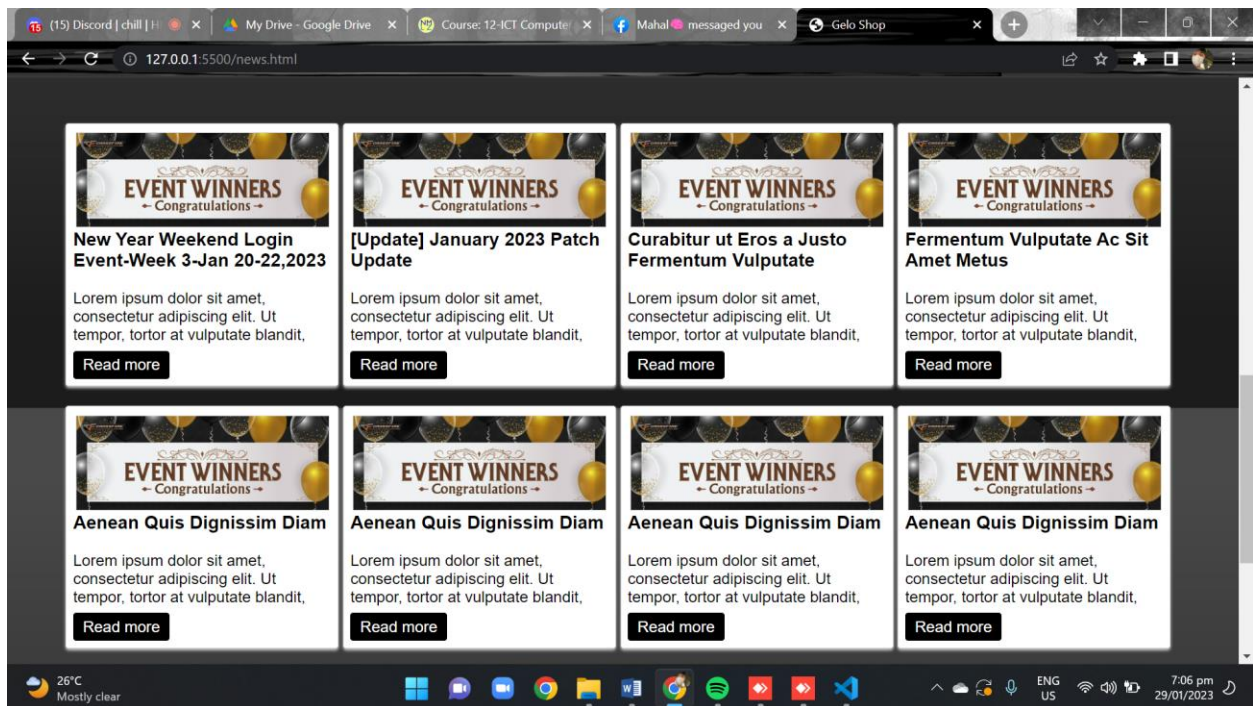 (15) Discord | chill | H
My Drive - Google Drive
Course: 12-ICT Computer
Mahal messaged you
Gelo Shop
127.0.0.1:5500/news.html
EVENT WINNERS
Congratulations
New Year Weekend Login
Event-Week 3-Jan 20-22,2023
Lorem ipsum dolor sit amet,
consectetur adipiscing elit. Ut
tempor, tortor at vulputate blandit,
Read more
EVENT WINNERS
Congratulations
[Update] January 2023 Patch
Update
Lorem ipsum dolor sit amet,
consectetur adipiscing elit. Ut
tempor, tortor at vulputate blandit,
Read more
EVENT WINNERS
Congratulations
Curabitur ut Eros a Justo
Fermentum Vulputate
Lorem ipsum dolor sit amet,
consectetur adipiscing elit. Ut
tempor, tortor at vulputate blandit,
Read more
EVENT WINNERS
Congratulations
Fermentum Vulputate Ac Sit
Amet Metus
Lorem ipsum dolor sit amet,
consectetur adipiscing elit. Ut
tempor, tortor at vulputate blandit,
Read more
EVENT WINNERS
Congratulations
Aenean Quis Dignissim Diam
Lorem ipsum dolor sit amet,
consectetur adipiscing elit. Ut
tempor, tortor at vulputate blandit,
Read more
EVENT WINNERS
Congratulations
Aenean Quis Dignissim Diam
Lorem ipsum dolor sit amet,
consectetur adipiscing elit. Ut
tempor, tortor at vulputate blandit,
Read more
EVENT WINNERS
Congratulations
Aenean Quis Dignissim Diam
Lorem ipsum dolor sit amet,
consectetur adipiscing elit. Ut
tempor, tortor at vulputate blandit,
Read more
EVENT WINNERS
Congratulations
Aenean Quis Dignissim Diam
Lorem ipsum dolor sit amet,
consectetur adipiscing elit. Ut
tempor, tortor at vulputate blandit,
Read more
26°C
Mostly clear
ENG
US
7:06 pm
29/01/2023